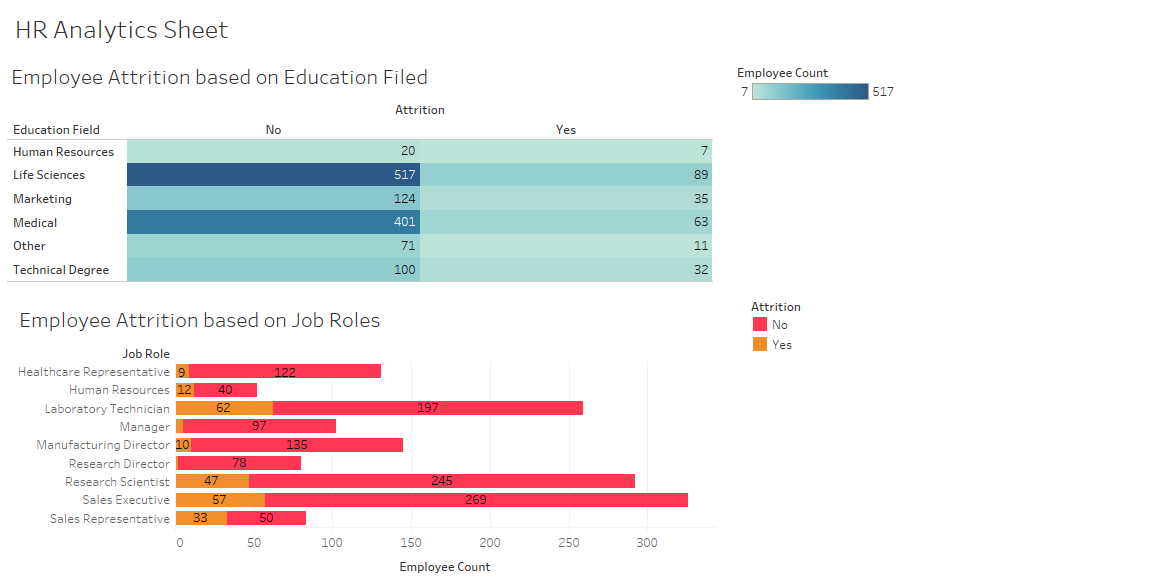 HR Analytics Sheet
Employee Attrition based on Education Filed
Employee Count
7 517
Attrition
Education Field No Yes
Human Resources 20 7
Life Sciences 517 89
Marketing 124 35
Medical 401 63
Other 71 11
Technical Degree 100 32
Employee Attrition based on Job Roles
Attrition
No
Yes
Job Role
Healthcare Representative 9 122
Human Resources 12 40
Laboratory Technician 62 197
Manager 97
Manufacturing Director 10 135
Research Director 78
Research Scientist 47 245
Sales Executive 57 269
Sales Representative 33 50
0 50 100 150 200 250 300
Employee Count